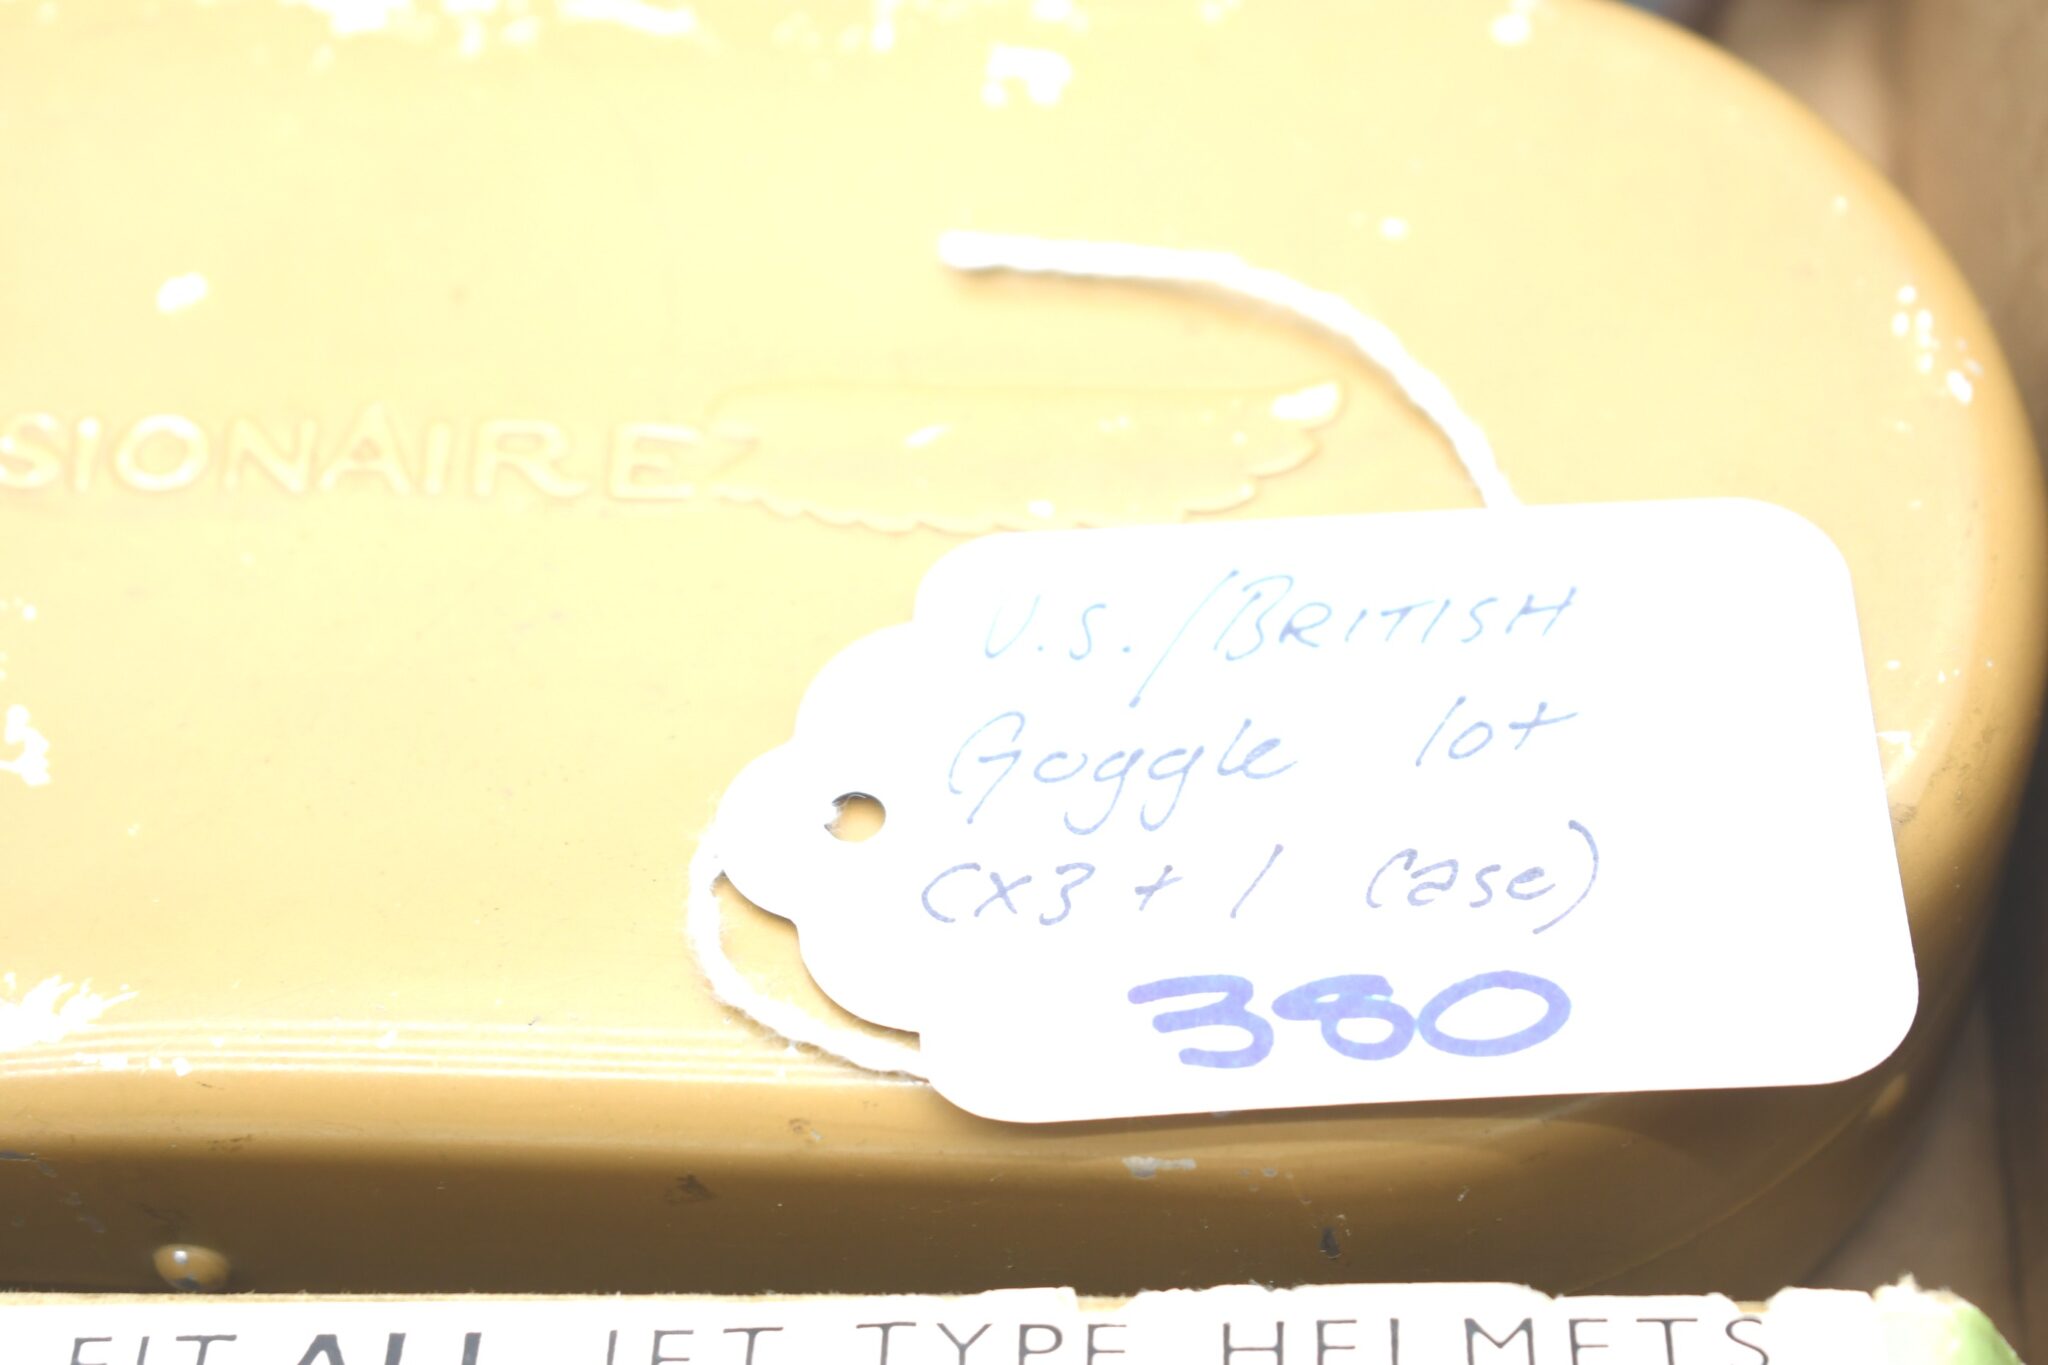 SIONAIRE
U.S./BRITISH
Goggle lot
(x3 + 1 case)
380
FIT ALL JET TYPE HELMETS